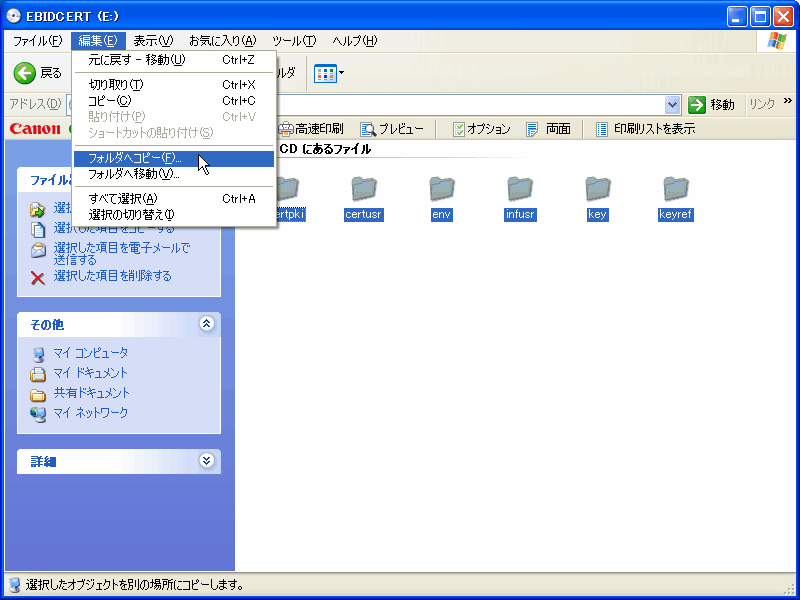 EBIDCERT (E:)
ファイル(F) 編集(E) 表示(V) お気に入り(A) ツール(T) ヘルプ(H)
元に戻す - 移動(U) Ctrl+Z
切り取り(T) Ctrl+X
コピー(C) Ctrl+C
貼り付け(P) Ctrl+V
ショートカットの貼り付け(S)
フォルダへコピー(F)...
フォルダへ移動(V)...
すべて選択(A) Ctrl+A
選択の切り替え(I)
戻る
ルダ
アドレス(D) 移動 リンク »
Canon 高速印刷 プレビュー オプション 両面 印刷リストを表示
CD にあるファイル
ertpki certusr env infusr key keyref
ファイル
選択
選択した項目をコピーする
選択した項目を電子メールで
送信する
選択した項目を削除する
その他
マイ コンピュータ
マイ ドキュメント
共有ドキュメント
マイ ネットワーク
詳細
選択したオブジェクトを別の場所にコピーします。